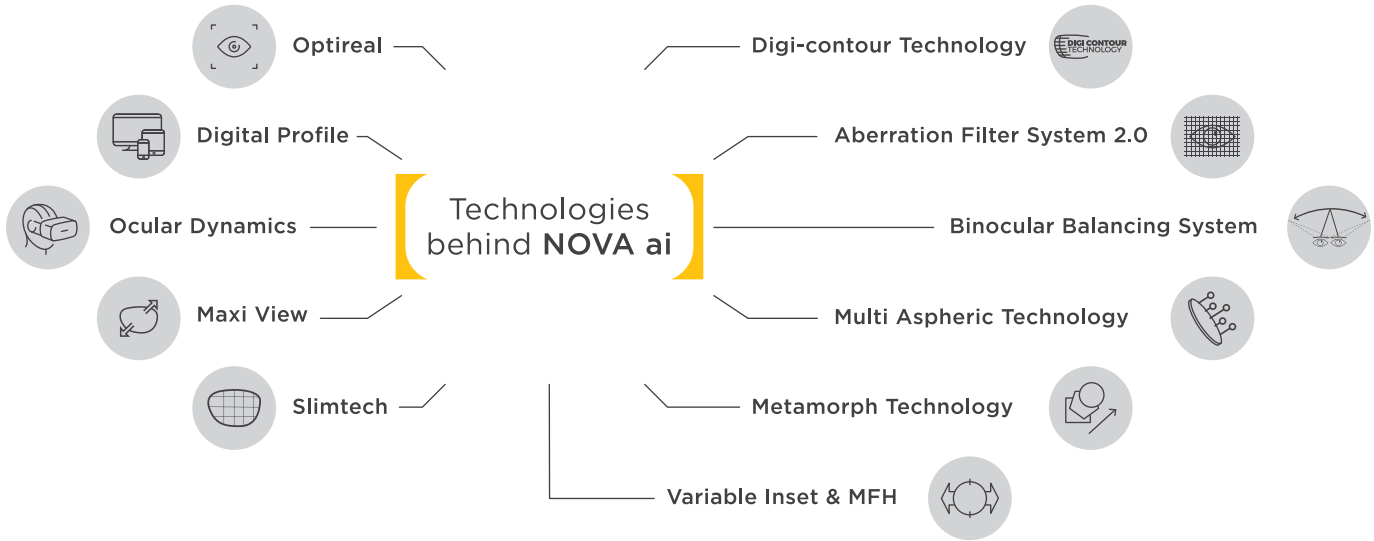 Optireal
Digi-contour Technology
DIGI CONTOUR
TECHNOLOGY
Digital Profile
Aberration Filter System 2.0
Ocular Dynamics
Technologies
behind NOVA ai
Binocular Balancing System
Maxi View
Multi Aspheric Technology
Slimtech
Metamorph Technology
Variable Inset & MFH